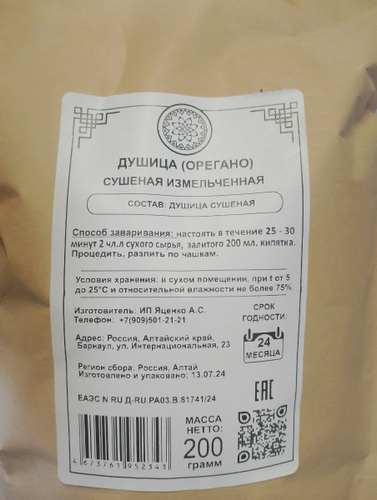 ДУШИЦА (ОРЕГАНО)
СУШЕНАЯ ИЗМЕЛЬЧЕННАЯ
СОСТАВ: ДУШИЦА СУШЕНАЯ
Способ заваривания: настоять в течение 25 - 30
минут 2 чл.л сухого сырья, залитого 200 мл. кипятка.
Процедить, разлить по чашкам.
Условия хранения: в сухом помещении, при t от 5
до 25°С и относительной влажности не более 75%.
Изготовитель: ИП Яценко А.С.
Телефон: +7(909)501-21-21
СРОК
ГОДНОСТИ:
24
МЕСЯЦА
Адрес: Россия, Алтайский край,
Барнаул, ул. Интернациональная, 23
Регион сбора: Россия, Алтай
Изготовлено и упаковано: 13.07.24
ЕАЭС N RU Д-RU.РА03.В.81741/24
EAC
МАССА
НЕТТО:
200
грамм
4673761952343